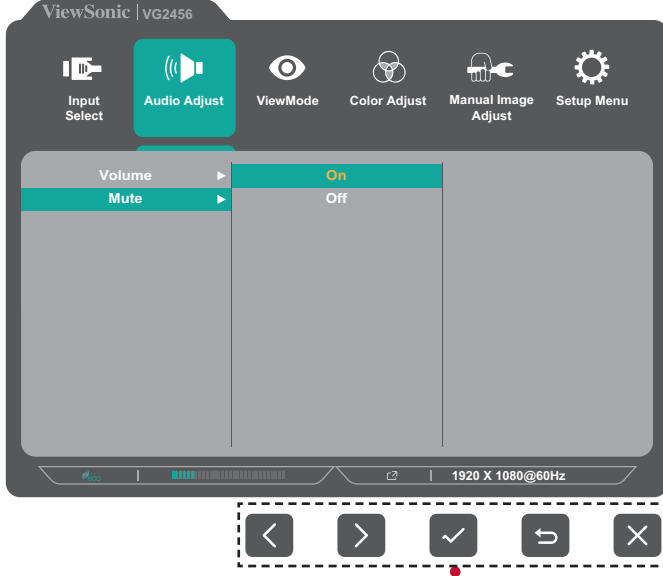 ViewSonic | VG2456
Input
Select
Audio Adjust
ViewMode
Color Adjust
Manual Image
Adjust
Setup Menu
Volume
On
Mute
Off
eco
1920 X 1080@60Hz